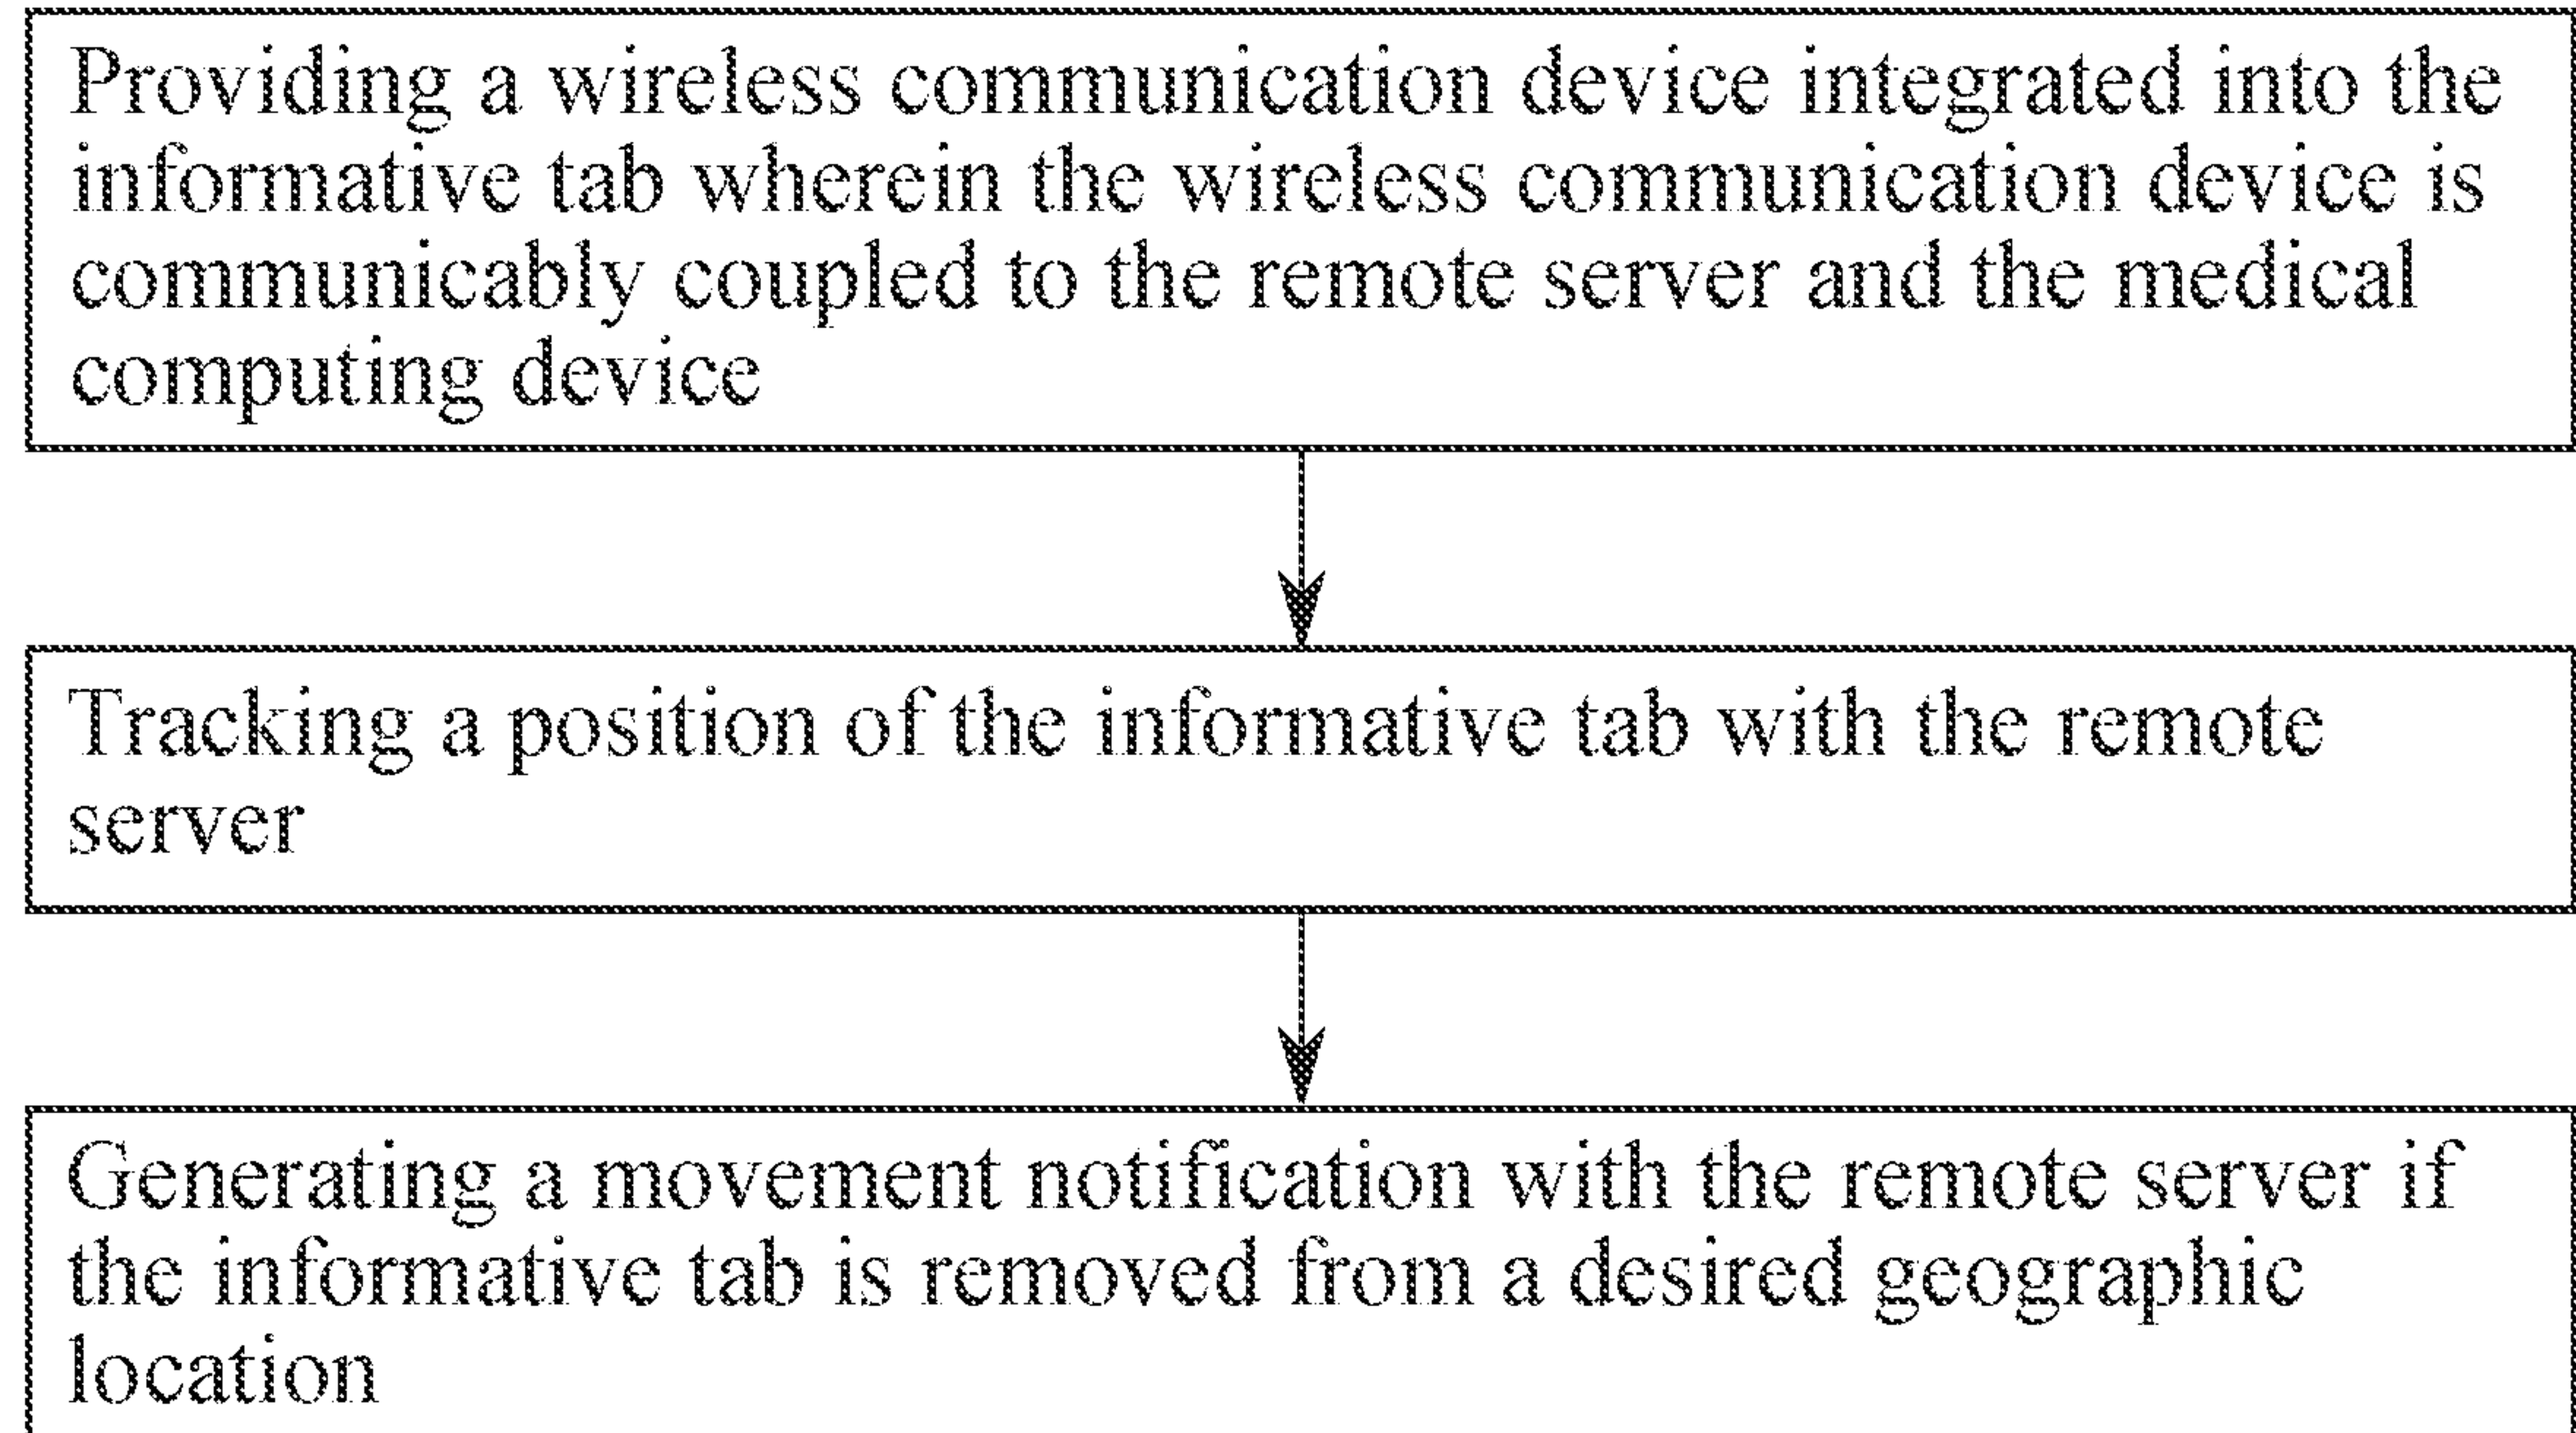 Providing a wireless communication device integrated into the
informative tab wherein the wireless communication device is
communicably coupled to the remote server and the medical
computing device
Tracking a position of the informative tab with the remote
server
Generating a movement notification with the remote server if
the informative tab is removed from a desired geographic
location